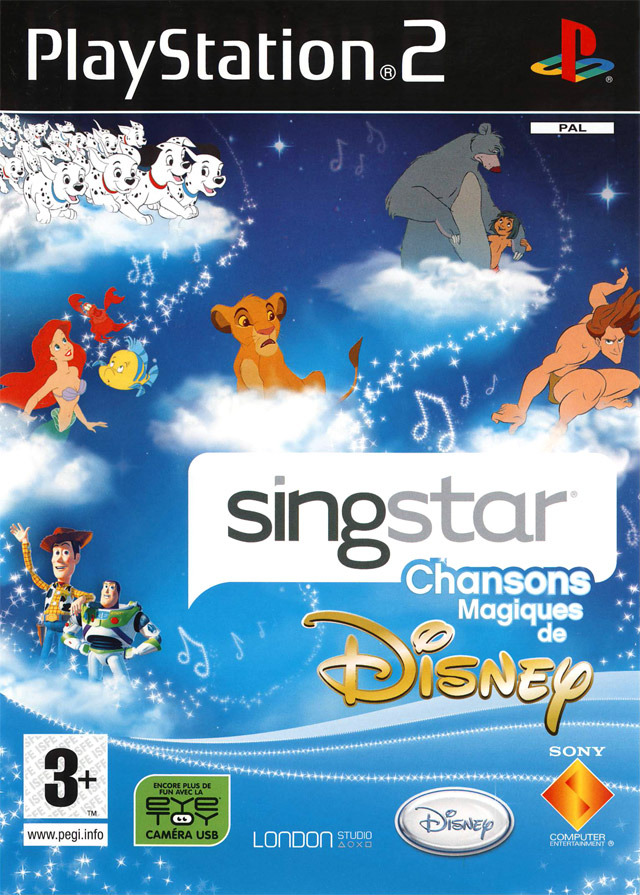 PlayStation®2
PAL
singstar®
Chansons
Magiques
de
Disney
3+
™
www.pegi.info
ENCORE PLUS DE
FUN AVEC LA
EYE
TOY
CAMÉRA USB
LONDON STUDIO
Disney
SONY
COMPUTER
ENTERTAINMENT®